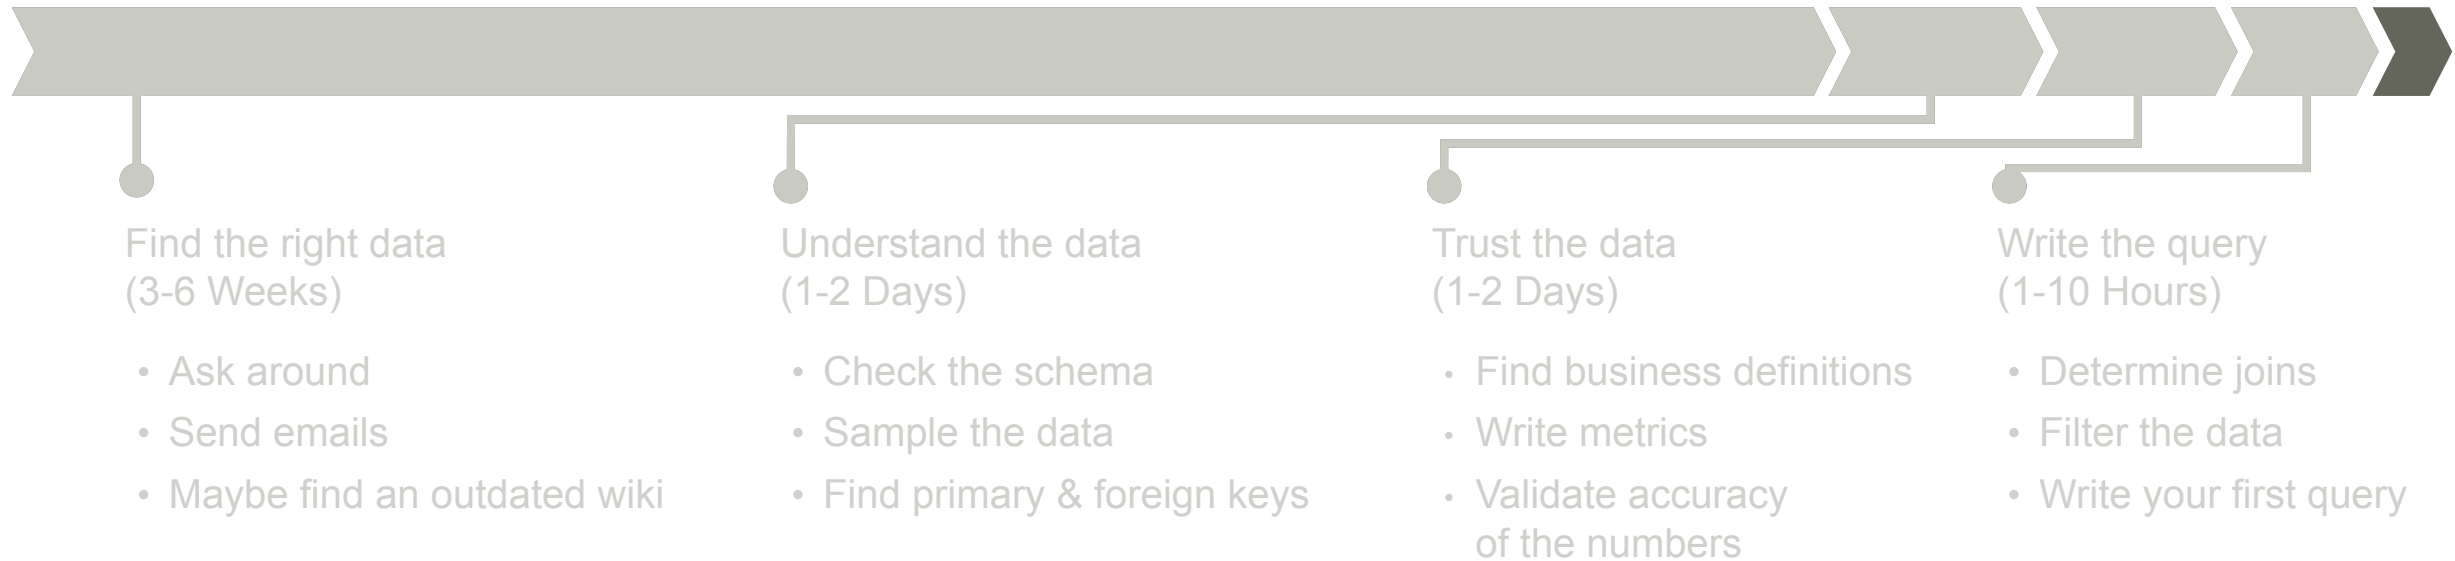 Find the right data
(3-6 Weeks)
• Ask around
• Send emails
• Maybe find an outdated wiki
Understand the data
(1-2 Days)
• Check the schema
• Sample the data
• Find primary & foreign keys
Trust the data
(1-2 Days)
• Find business definitions
• Write metrics
• Validate accuracy
of the numbers
Write the query
(1-10 Hours)
• Determine joins
• Filter the data
• Write your first query